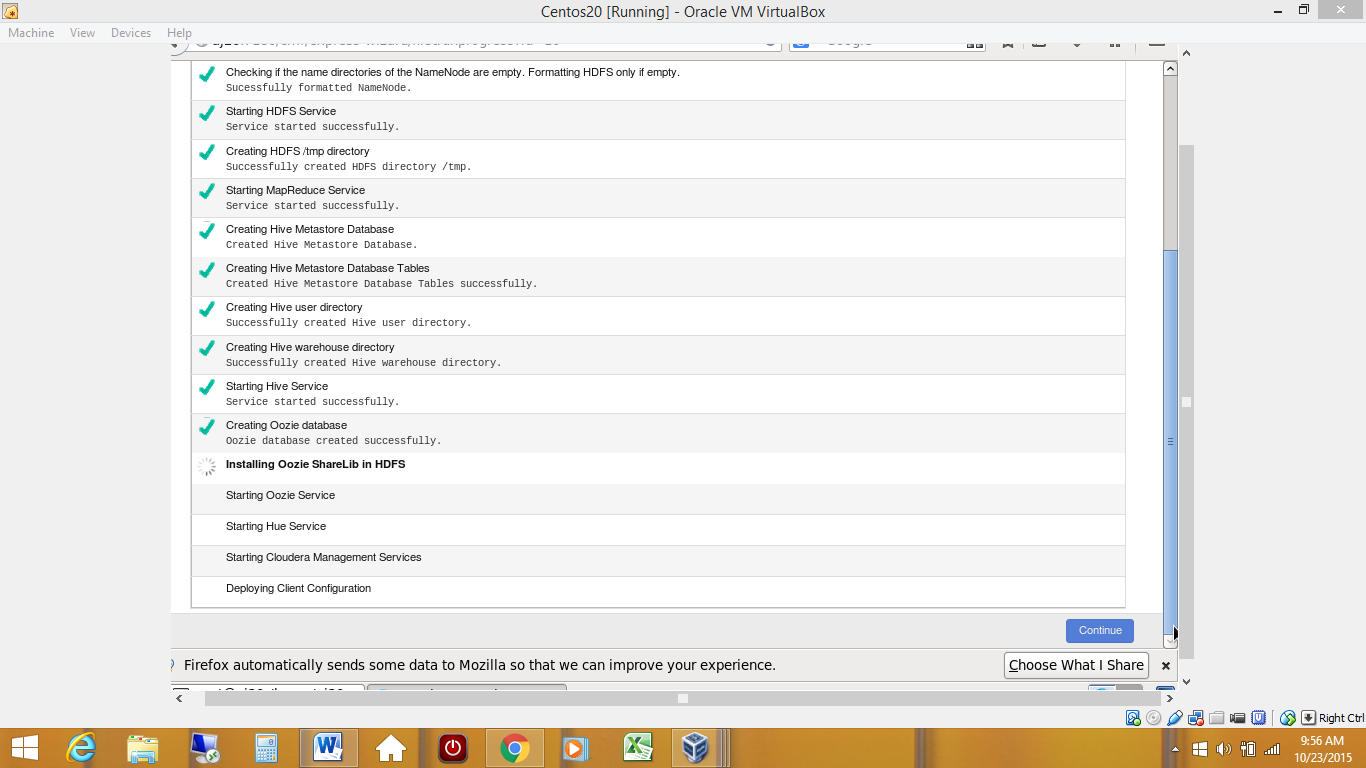 Centos20 [Running] - Oracle VM VirtualBox
Machine View Devices Help
Checking if the name directories of the NameNode are empty. Formatting HDFS only if empty.
Sucessfully formatted NameNode.
Starting HDFS Service
Service started successfully.
Creating HDFS /tmp directory
Successfully created HDFS directory /tmp.
Starting MapReduce Service
Service started successfully.
Creating Hive Metastore Database
Created Hive Metastore Database.
Creating Hive Metastore Database Tables
Created Hive Metastore Database Tables successfully.
Creating Hive user directory
Successfully created Hive user directory.
Creating Hive warehouse directory
Successfully created Hive warehouse directory.
Starting Hive Service
Service started successfully.
Creating Oozie database
Oozie database created successfully.
Installing Oozie ShareLib in HDFS
Starting Oozie Service
Starting Hue Service
Starting Cloudera Management Services
Deploying Client Configuration
Continue
Firefox automatically sends some data to Mozilla so that we can improve your experience.
Choose What I Share
Right Ctrl
9:56 AM
10/23/2015